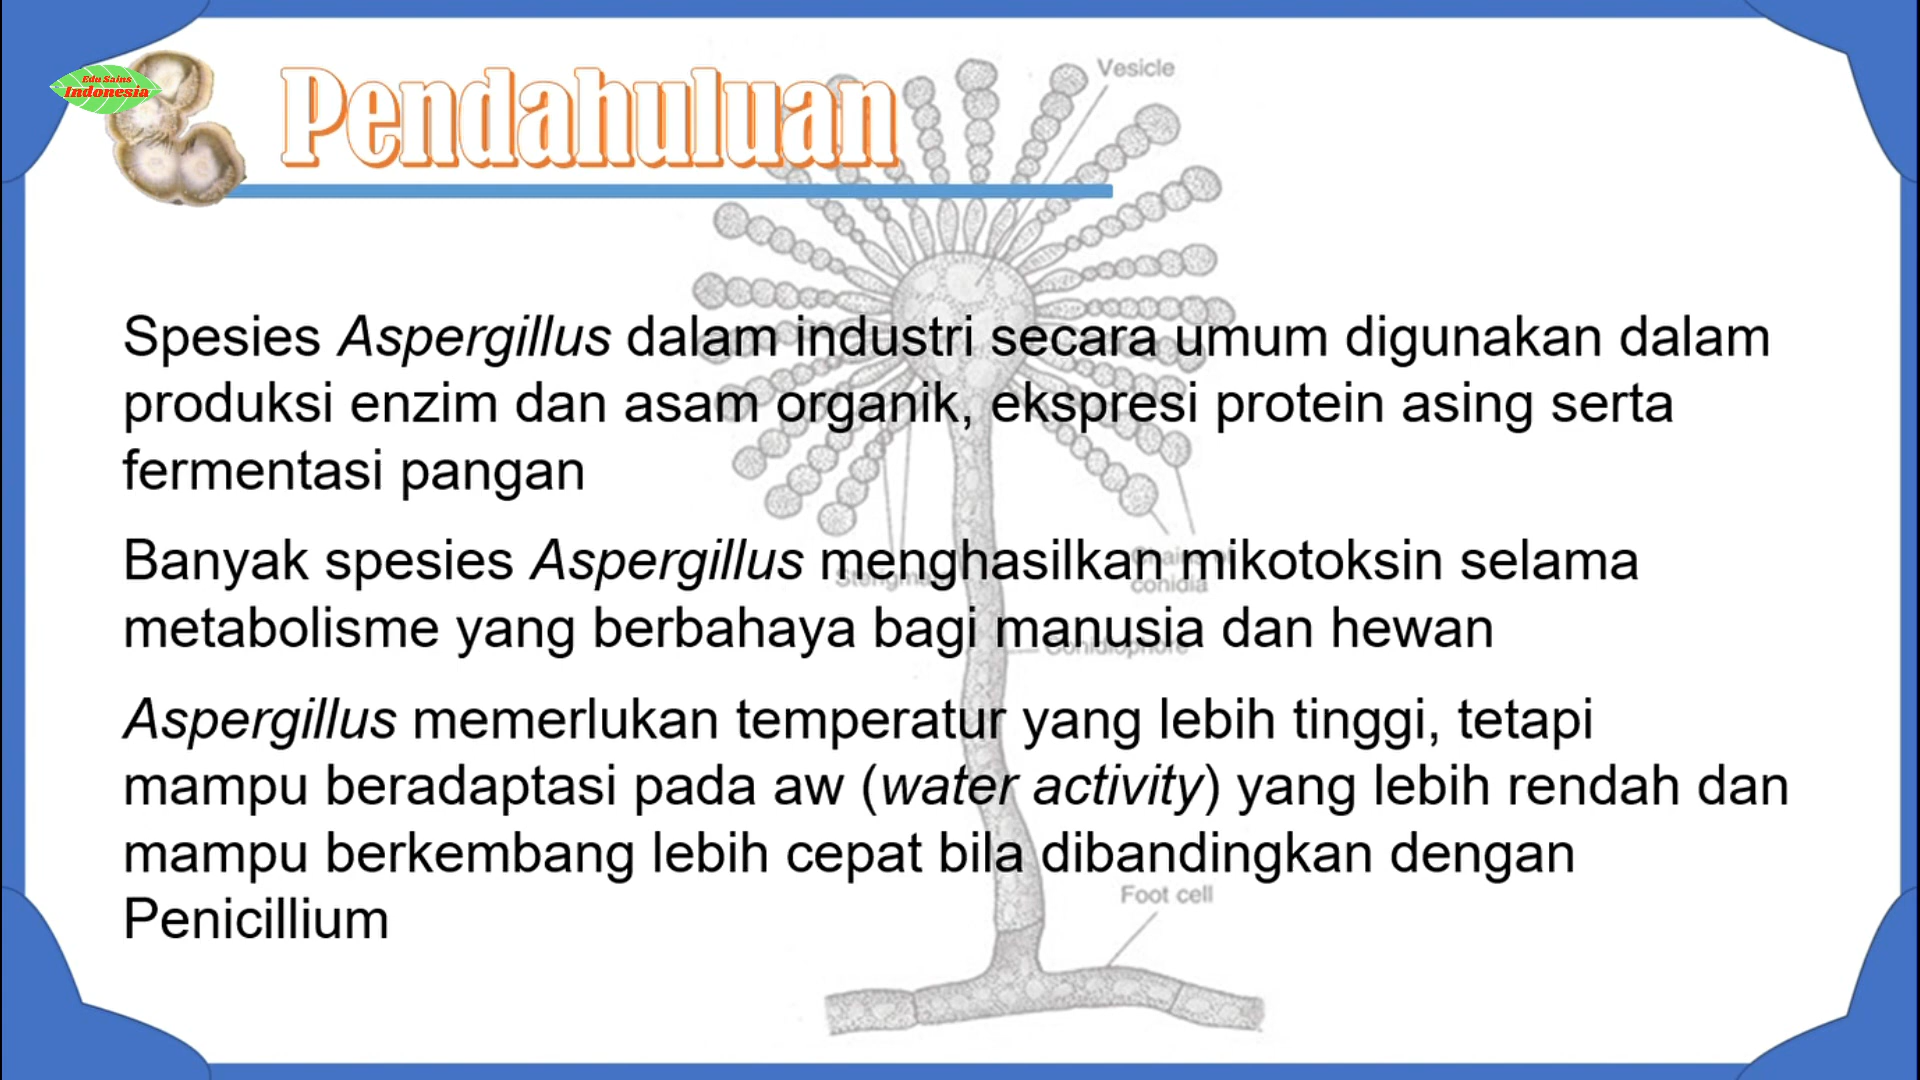 Edu Sains
Indonesia
Pendahuluan
Vesicle
Spesies Aspergillus dalam industri secara umum digunakan dalam
produksi enzim dan asam organik, ekspresi protein asing serta
fermentasi pangan
Banyak spesies Aspergillus menghasilkan mikotoksin selama
metabolisme yang berbahaya bagi manusia dan hewan
conidia
Conidiophore
Aspergillus memerlukan temperatur yang lebih tinggi, tetapi
mampu beradaptasi pada aw (water activity) yang lebih rendah dan
mampu berkembang lebih cepat bila dibandingkan dengan
Penicillium
Foot cell